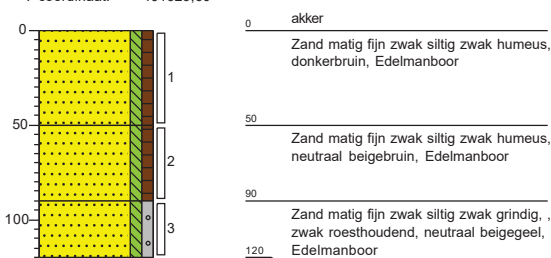 0
akker
0
Zand matig fijn zwak siltig zwak humeus,
donkerbruin, Edelmanboor
1
50
50
Zand matig fijn zwak siltig zwak humeus,
neutraal beigebruin, Edelmanboor
2
90
Zand matig fijn zwak siltig zwak grindig, ,
zwak roesthoudend, neutraal beigegeel,
Edelmanboor
100
3
120